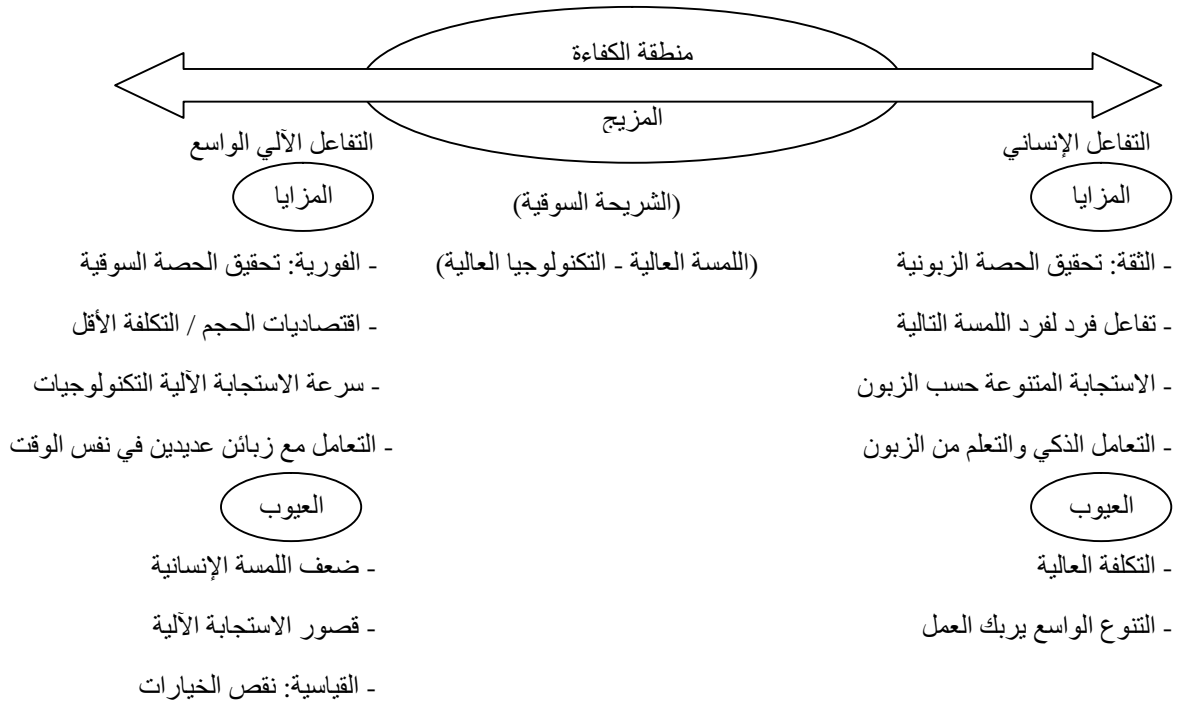 منطقة الكفاءة
المزيج
التفاعل الإنساني
التفاعل الآلي الواسع
المزايا
(الشريحة السوقية)
المزايا
- الثقة: تحقيق الحصة الزبونية
(اللمسة العالية - التكنولوجيا العالية)
- الفورية: تحقيق الحصة السوقية
- تفاعل فرد لفرد اللمسة التالية
- اقتصاديات الحجم / التكلفة الأقل
- الاستجابة المتنوعة حسب الزبون
- سرعة الاستجابة الآلية التكنولوجيات
- التعامل الذكي والتعلم من الزبون
- التعامل مع زبائن عديدين في نفس الوقت
العيوب
العيوب
- التكلفة العالية
- ضعف اللمسة الإنسانية
- التنوع الواسع يربك العمل
- قصور الاستجابة الآلية
- القياسية: نقص الخيارات